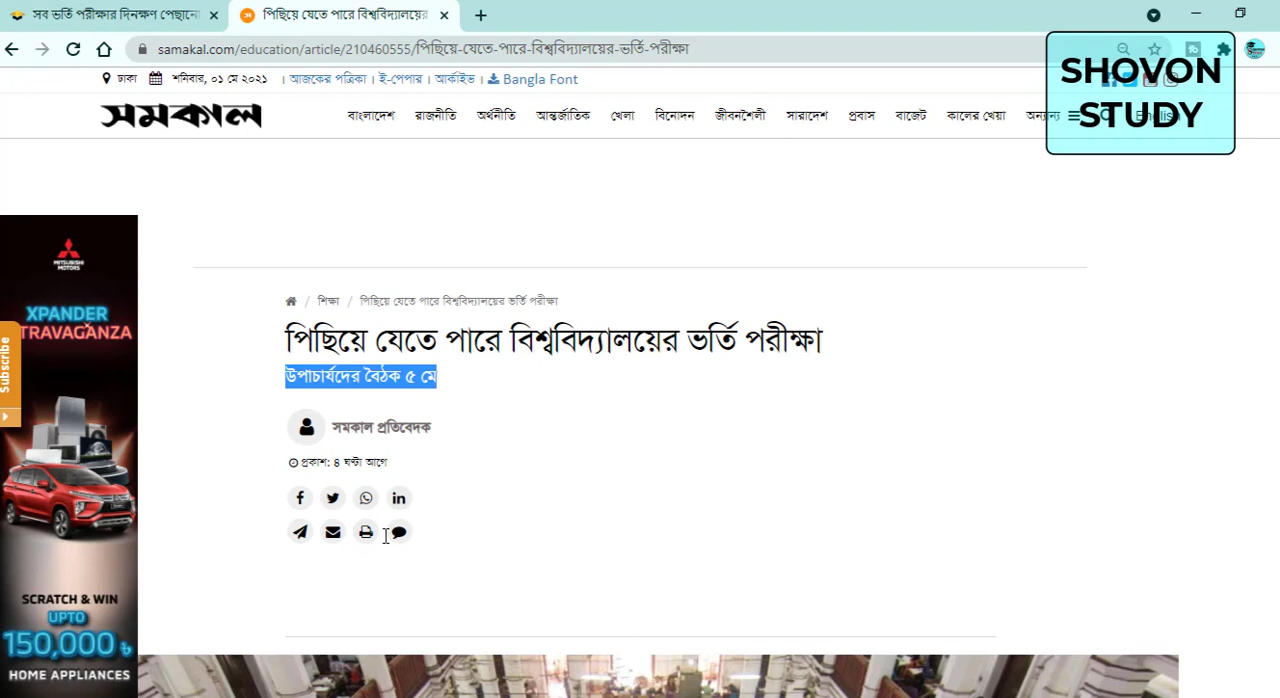 সব ভর্তি পরীক্ষার দিনক্ষণ পেছানো
পিছিয়ে যেতে পারে বিশ্ববিদ্যালয়ের
samakal.com/education/article/210460555/পিছিয়ে-যেতে-পারে-বিশ্ববিদ্যালয়ের-ভর্তি-পরীক্ষা
ঢাকা শনিবার, ০১ মে ২০২১ । আজকের পত্রিকা । ই-পেপার । আর্কাইভ । Bangla Font
SHOVON
STUDY
সমকাল
বাংলাদেশ রাজনীতি অর্থনীতি আন্তর্জাতিক খেলা বিনোদন জীবনশৈলী সারাদেশ প্রবাস বাজেট কালের খেয়া অন্যান্য English
MITSUBISHI
MOTORS
XPANDER
TRAVAGANZA
Subscribe
SCRATCH & WIN
UPTO
150,000৳
HOME APPLIANCES
/ শিক্ষা / পিছিয়ে যেতে পারে বিশ্ববিদ্যালয়ের ভর্তি পরীক্ষা
পিছিয়ে যেতে পারে বিশ্ববিদ্যালয়ের ভর্তি পরীক্ষা
উপাচার্যদের বৈঠক ৫ মে
সমকাল প্রতিবেদক
প্রকাশ: ৪ ঘণ্টা আগে